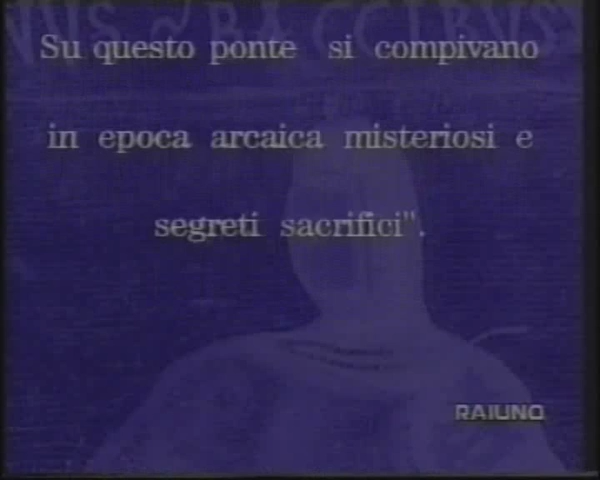 Su questo ponte si compivano
in epoca arcaica misteriosi e
segreti sacrifici".
RAIUNO